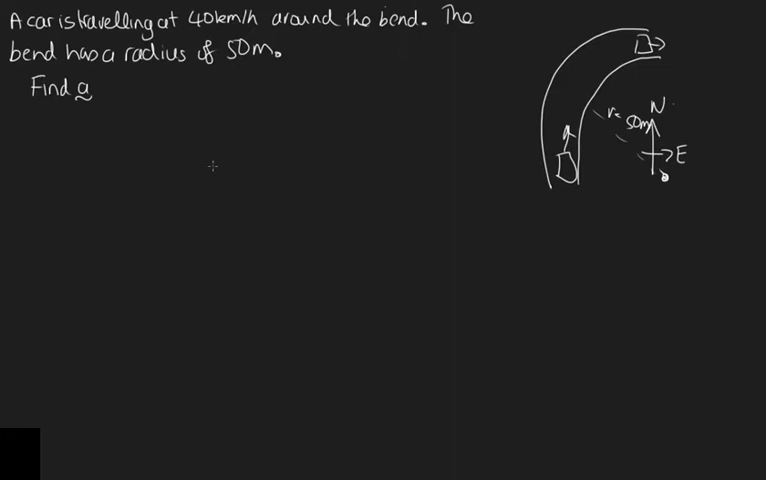 A car is travelling at 40km/h around the bend. The
bend has a radius of 50m.
Find a
N
r= 50m
E